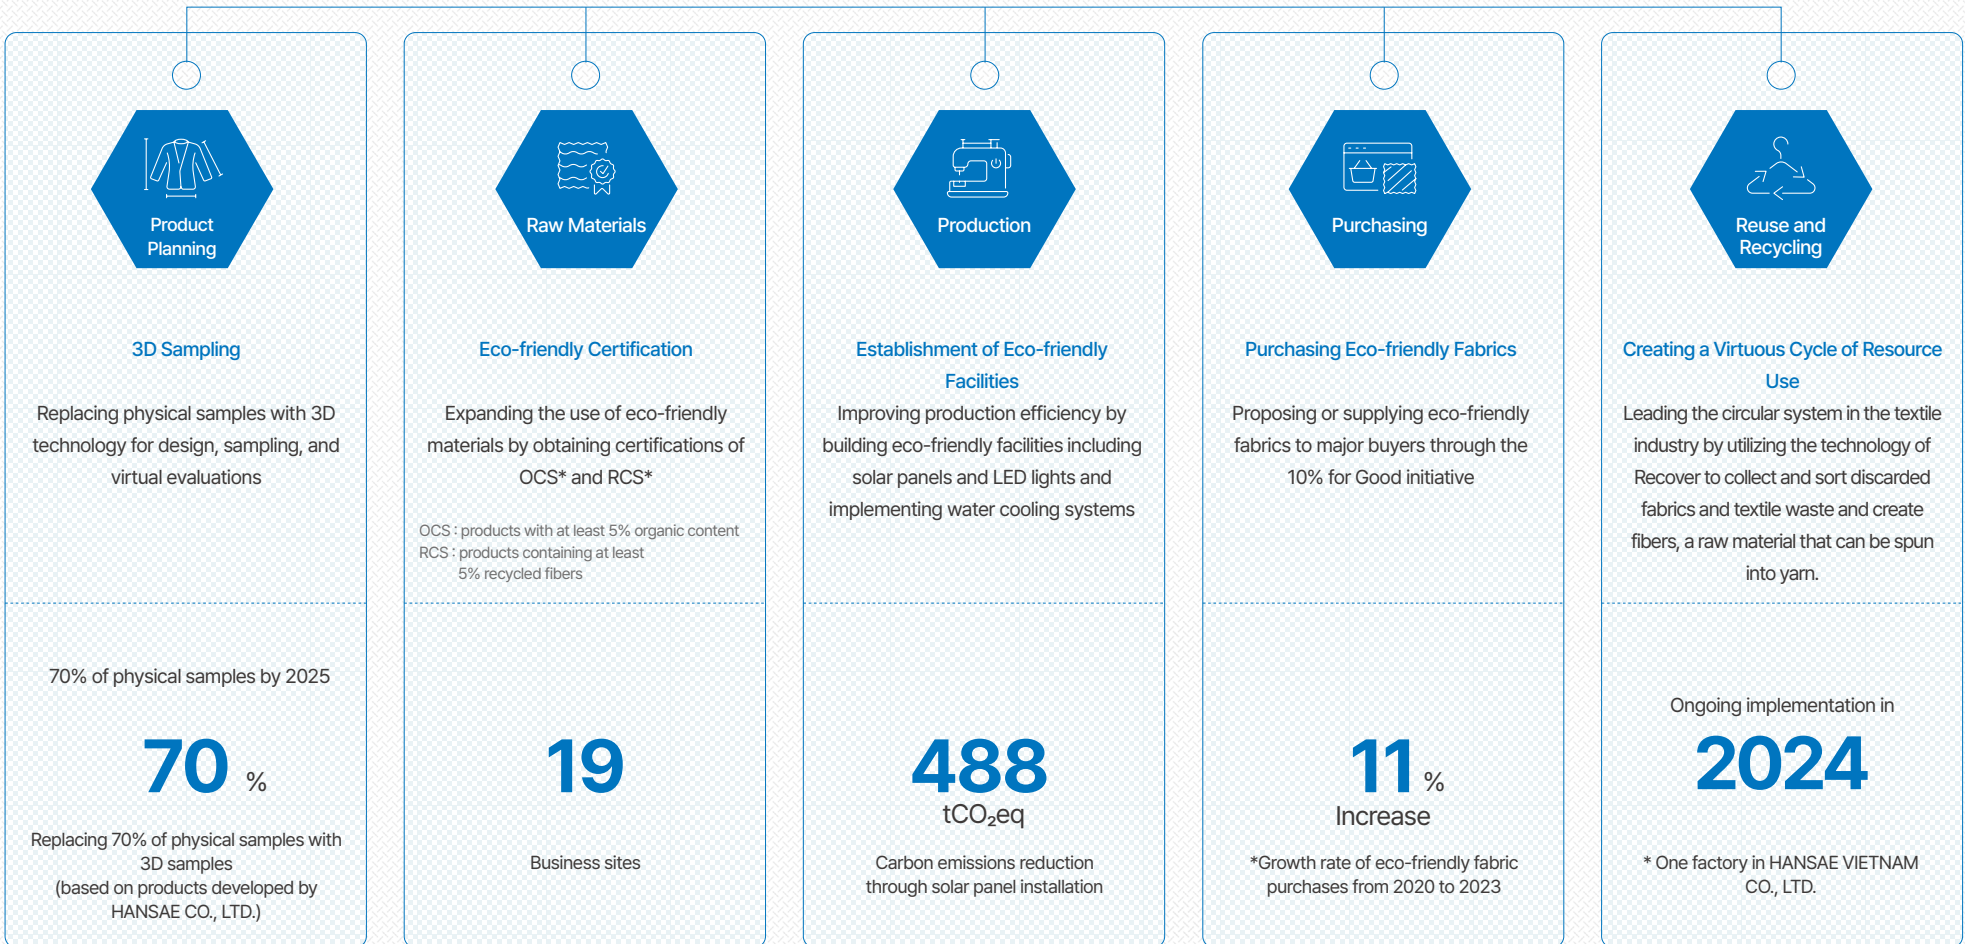 Product
Planning
3D Sampling
Replacing physical samples with 3D
technology for design, sampling, and
virtual evaluations
70% of physical samples by 2025
70 %
Replacing 70% of physical samples with
3D samples
(based on products developed by
HANSAE CO., LTD.)
Raw Materials
Eco-friendly Certification
Expanding the use of eco-friendly
materials by obtaining certifications of
OCS* and RCS*
OCS : products with at least 5% organic content
RCS : products containing at least
5% recycled fibers
19
Business sites
Production
Establishment of Eco-friendly
Facilities
Improving production efficiency by
building eco-friendly facilities including
solar panels and LED lights and
implementing water cooling systems
488
tCO₂eq
Carbon emissions reduction
through solar panel installation
Purchasing
Purchasing Eco-friendly Fabrics
Proposing or supplying eco-friendly
fabrics to major buyers through the
10% for Good initiative
11 %
Increase
*Growth rate of eco-friendly fabric
purchases from 2020 to 2023
Reuse and
Recycling
Creating a Virtuous Cycle of Resource
Use
Leading the circular system in the textile
industry by utilizing the technology of
Recover to collect and sort discarded
fabrics and textile waste and create
fibers, a raw material that can be spun
into yarn.
Ongoing implementation in
2024
* One factory in HANSAE VIETNAM
CO., LTD.